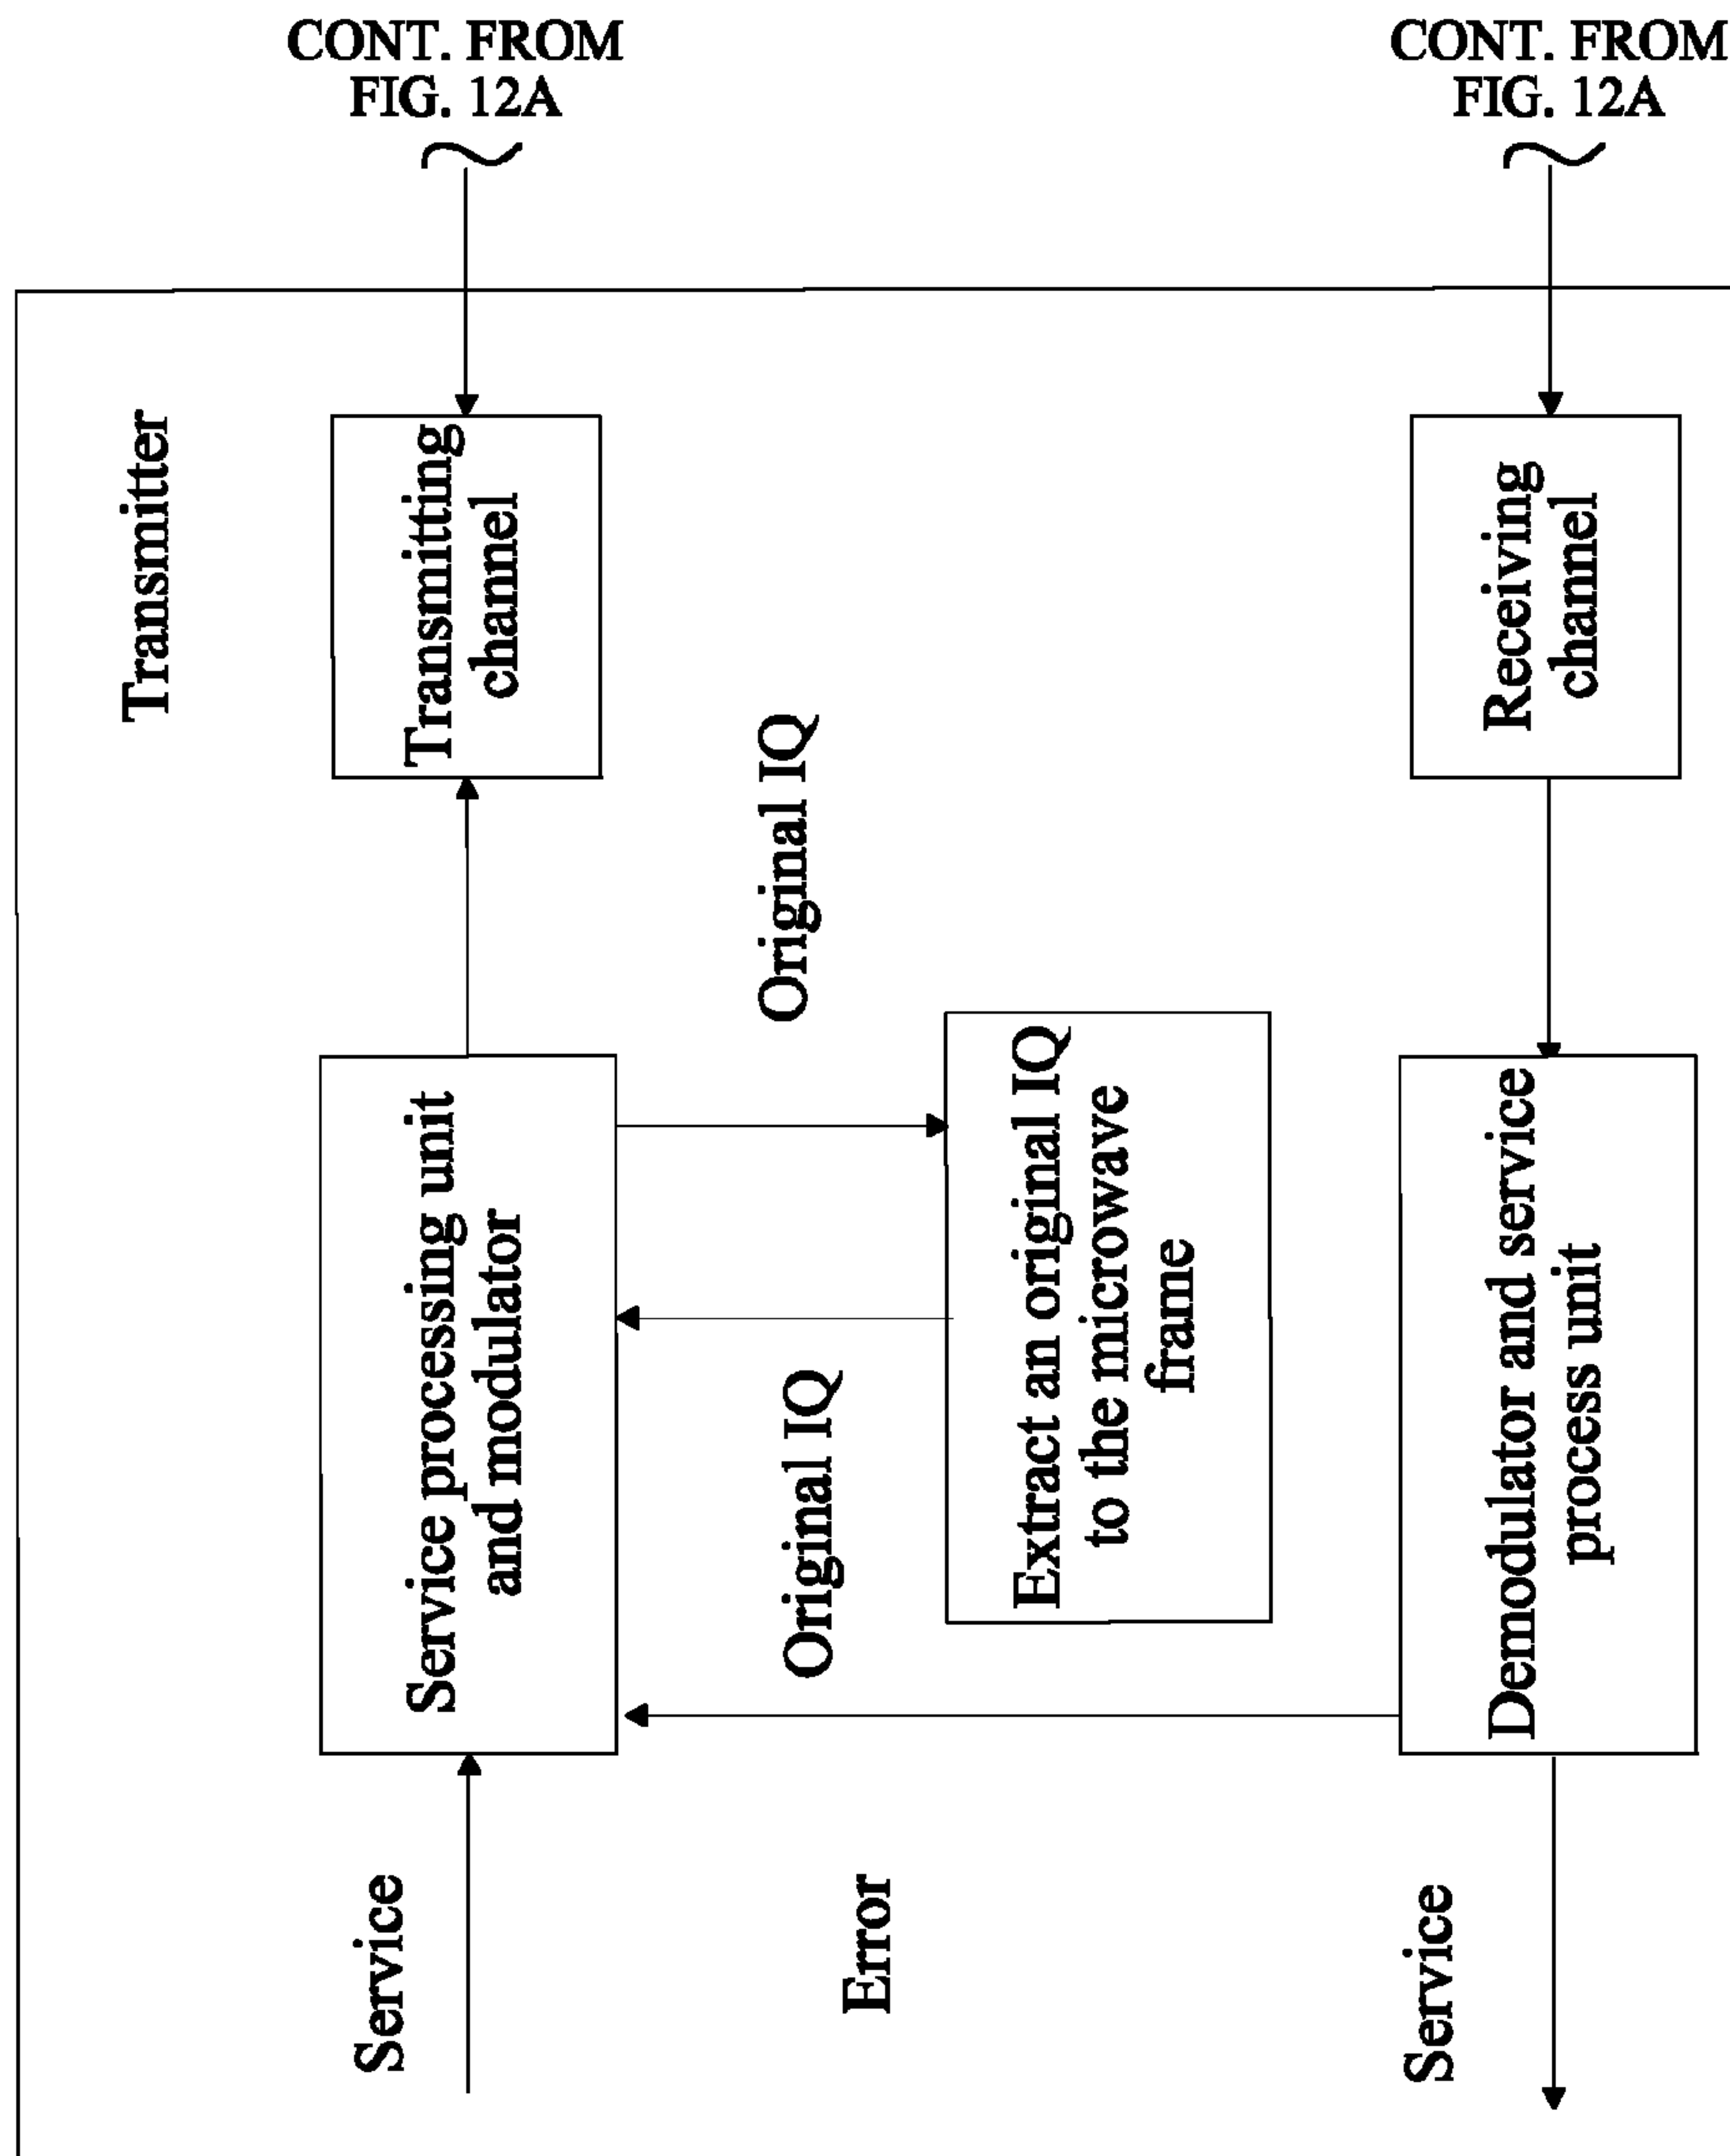 CONT. FROM
FIG. 12A
CONT. FROM
FIG. 12A
Transmitter
Transmitting
channel
Receiving
channel
Original IQ
Service processing unit
and modulator
Extract an original IQ
to the microwave
frame
Original IQ
Demodulator and service
process unit
Service
Error
Service